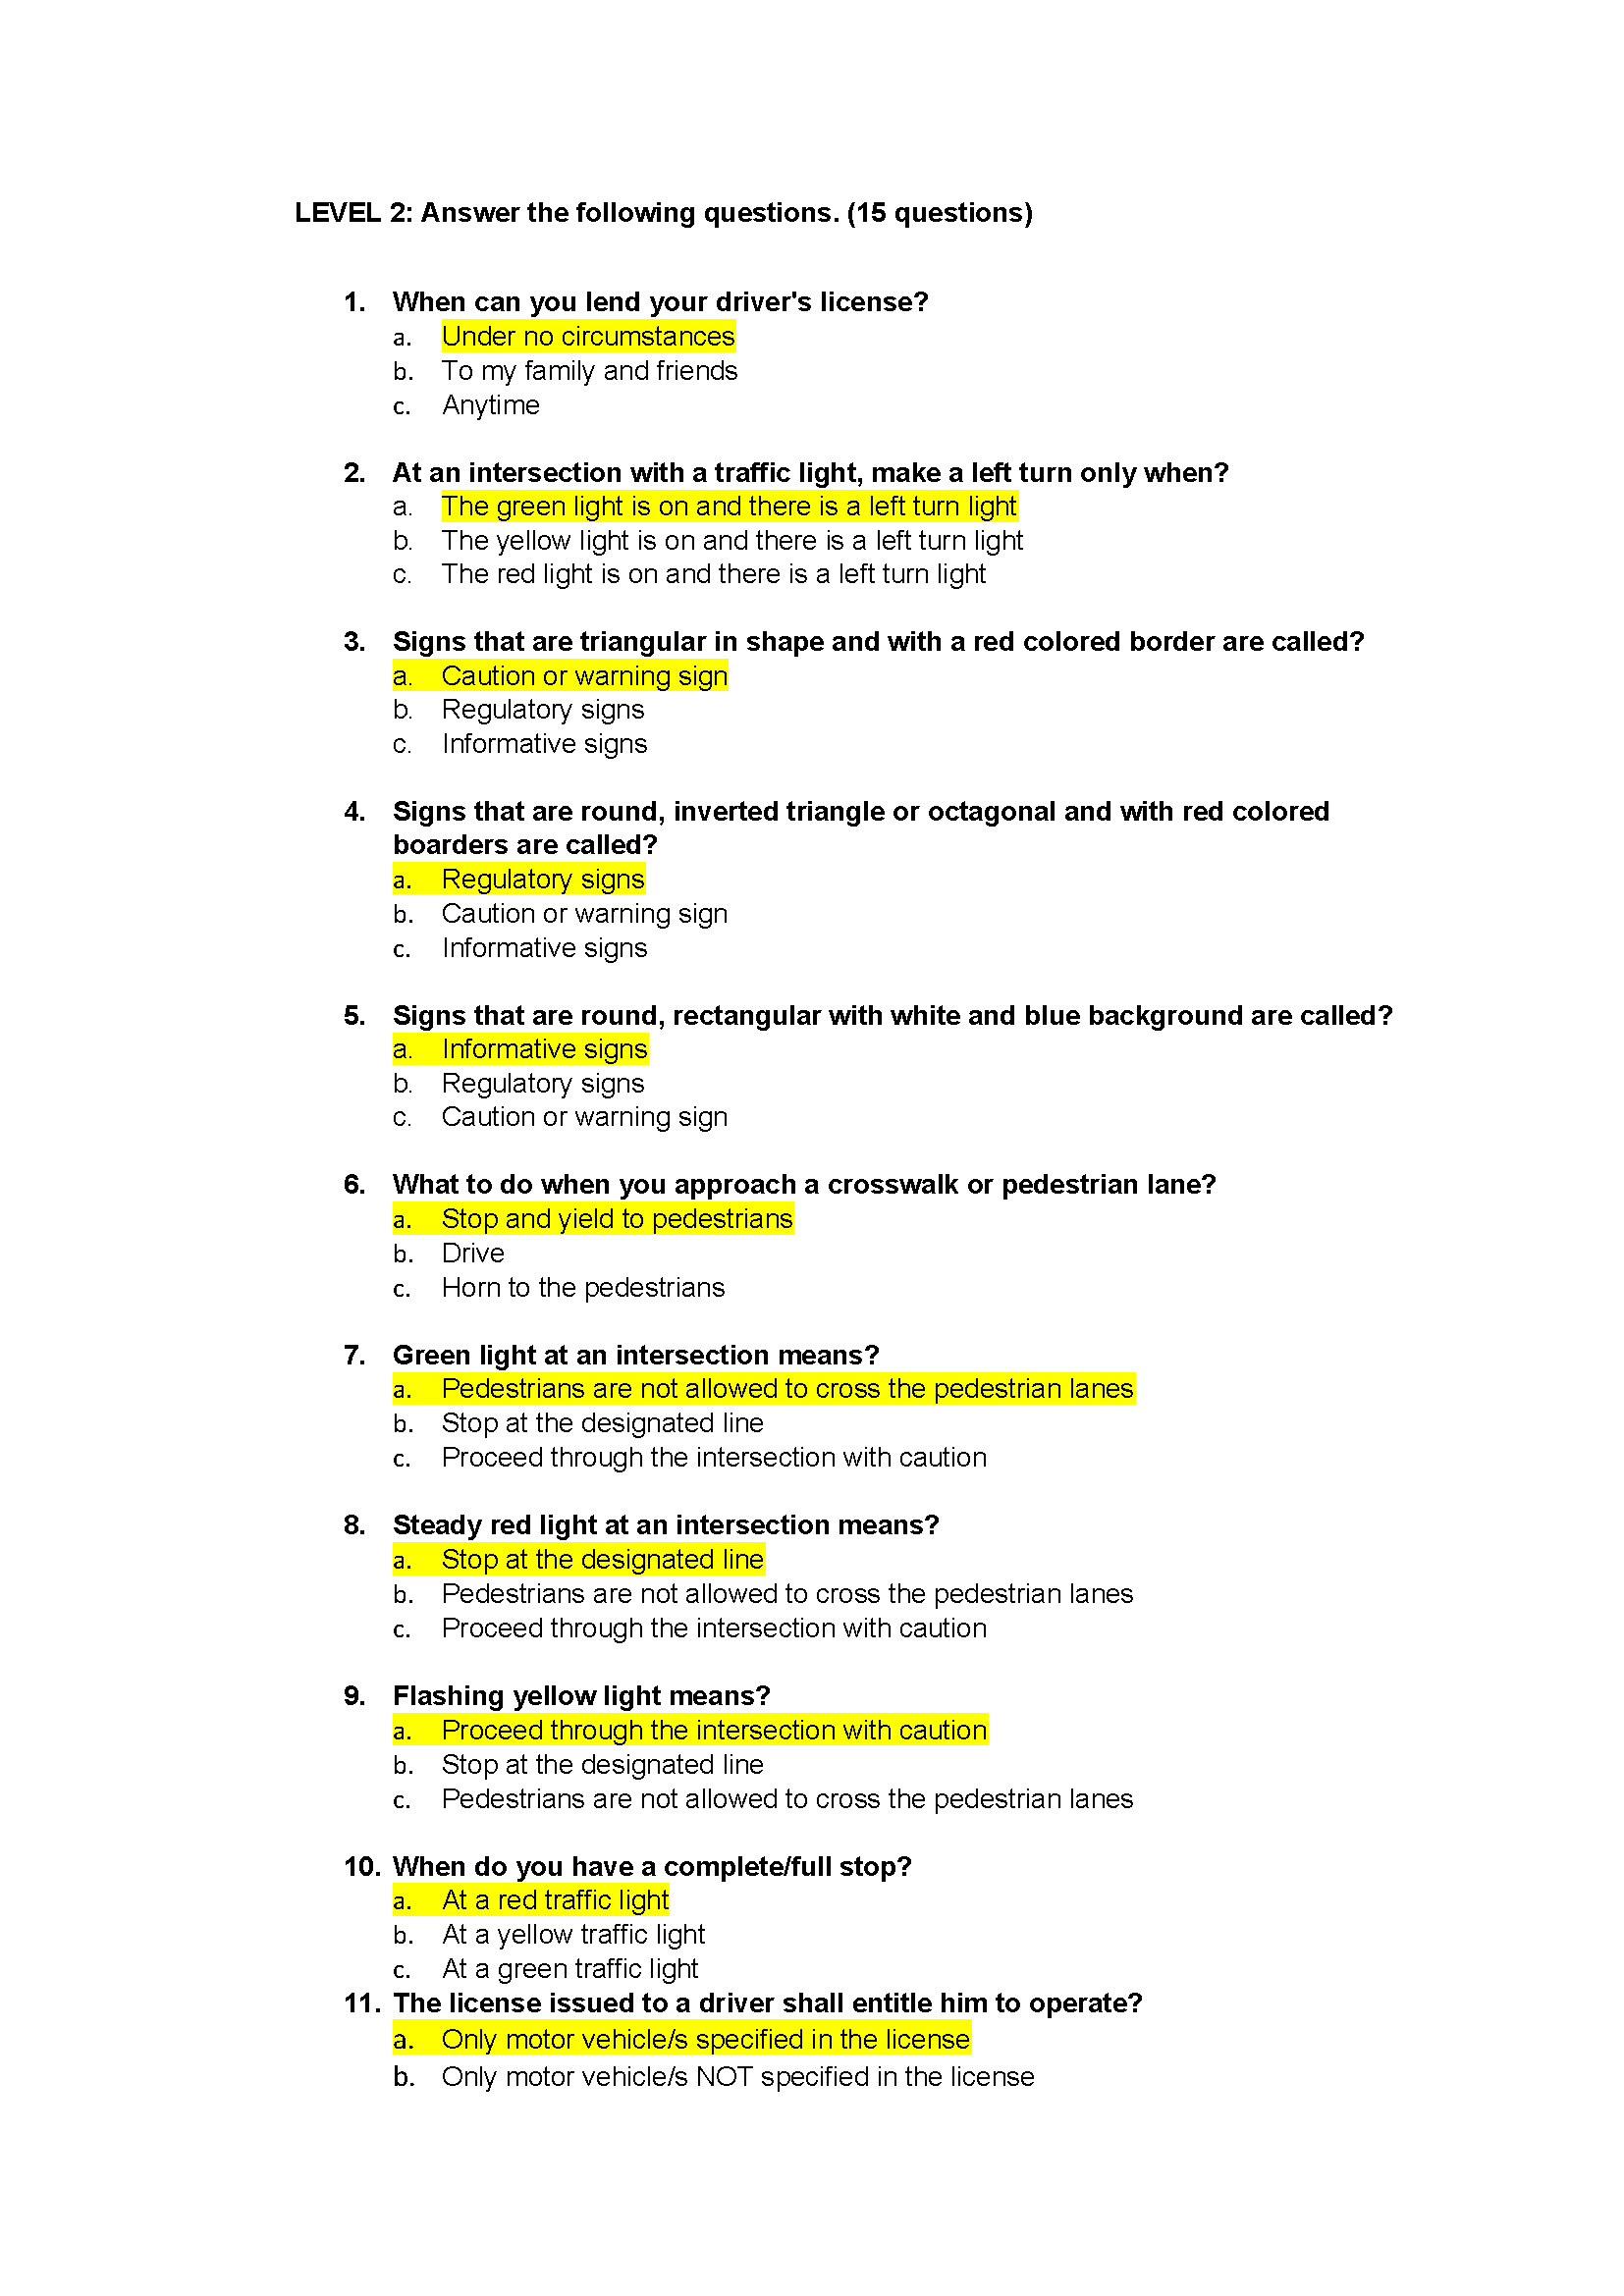 LEVEL 2: Answer the following questions. (15 questions)
1. When can you lend your driver's license?
a. Under no circumstances
b. To my family and friends
c. Anytime
2. At an intersection with a traffic light, make a left turn only when?
a. The green light is on and there is a left turn light
b. The yellow light is on and there is a left turn light
c. The red light is on and there is a left turn light
3. Signs that are triangular in shape and with a red colored border are called?
a. Caution or warning sign
b. Regulatory signs
c. Informative signs
4. Signs that are round, inverted triangle or octagonal and with red colored
boarders are called?
a. Regulatory signs
b. Caution or warning sign
c. Informative signs
5. Signs that are round, rectangular with white and blue background are called?
a. Informative signs
b. Regulatory signs
c. Caution or warning sign
6. What to do when you approach a crosswalk or pedestrian lane?
a. Stop and yield to pedestrians
b. Drive
c. Horn to the pedestrians
7. Green light at an intersection means?
a. Pedestrians are not allowed to cross the pedestrian lanes
b. Stop at the designated line
c. Proceed through the intersection with caution
8. Steady red light at an intersection means?
a. Stop at the designated line
b. Pedestrians are not allowed to cross the pedestrian lanes
c. Proceed through the intersection with caution
9. Flashing yellow light means?
a. Proceed through the intersection with caution
b. Stop at the designated line
c. Pedestrians are not allowed to cross the pedestrian lanes
10. When do you have a complete/full stop?
a. At a red traffic light
b. At a yellow traffic light
c. At a green traffic light
11. The license issued to a driver shall entitle him to operate?
a. Only motor vehicle/s specified in the license
b. Only motor vehicle/s NOT specified in the license